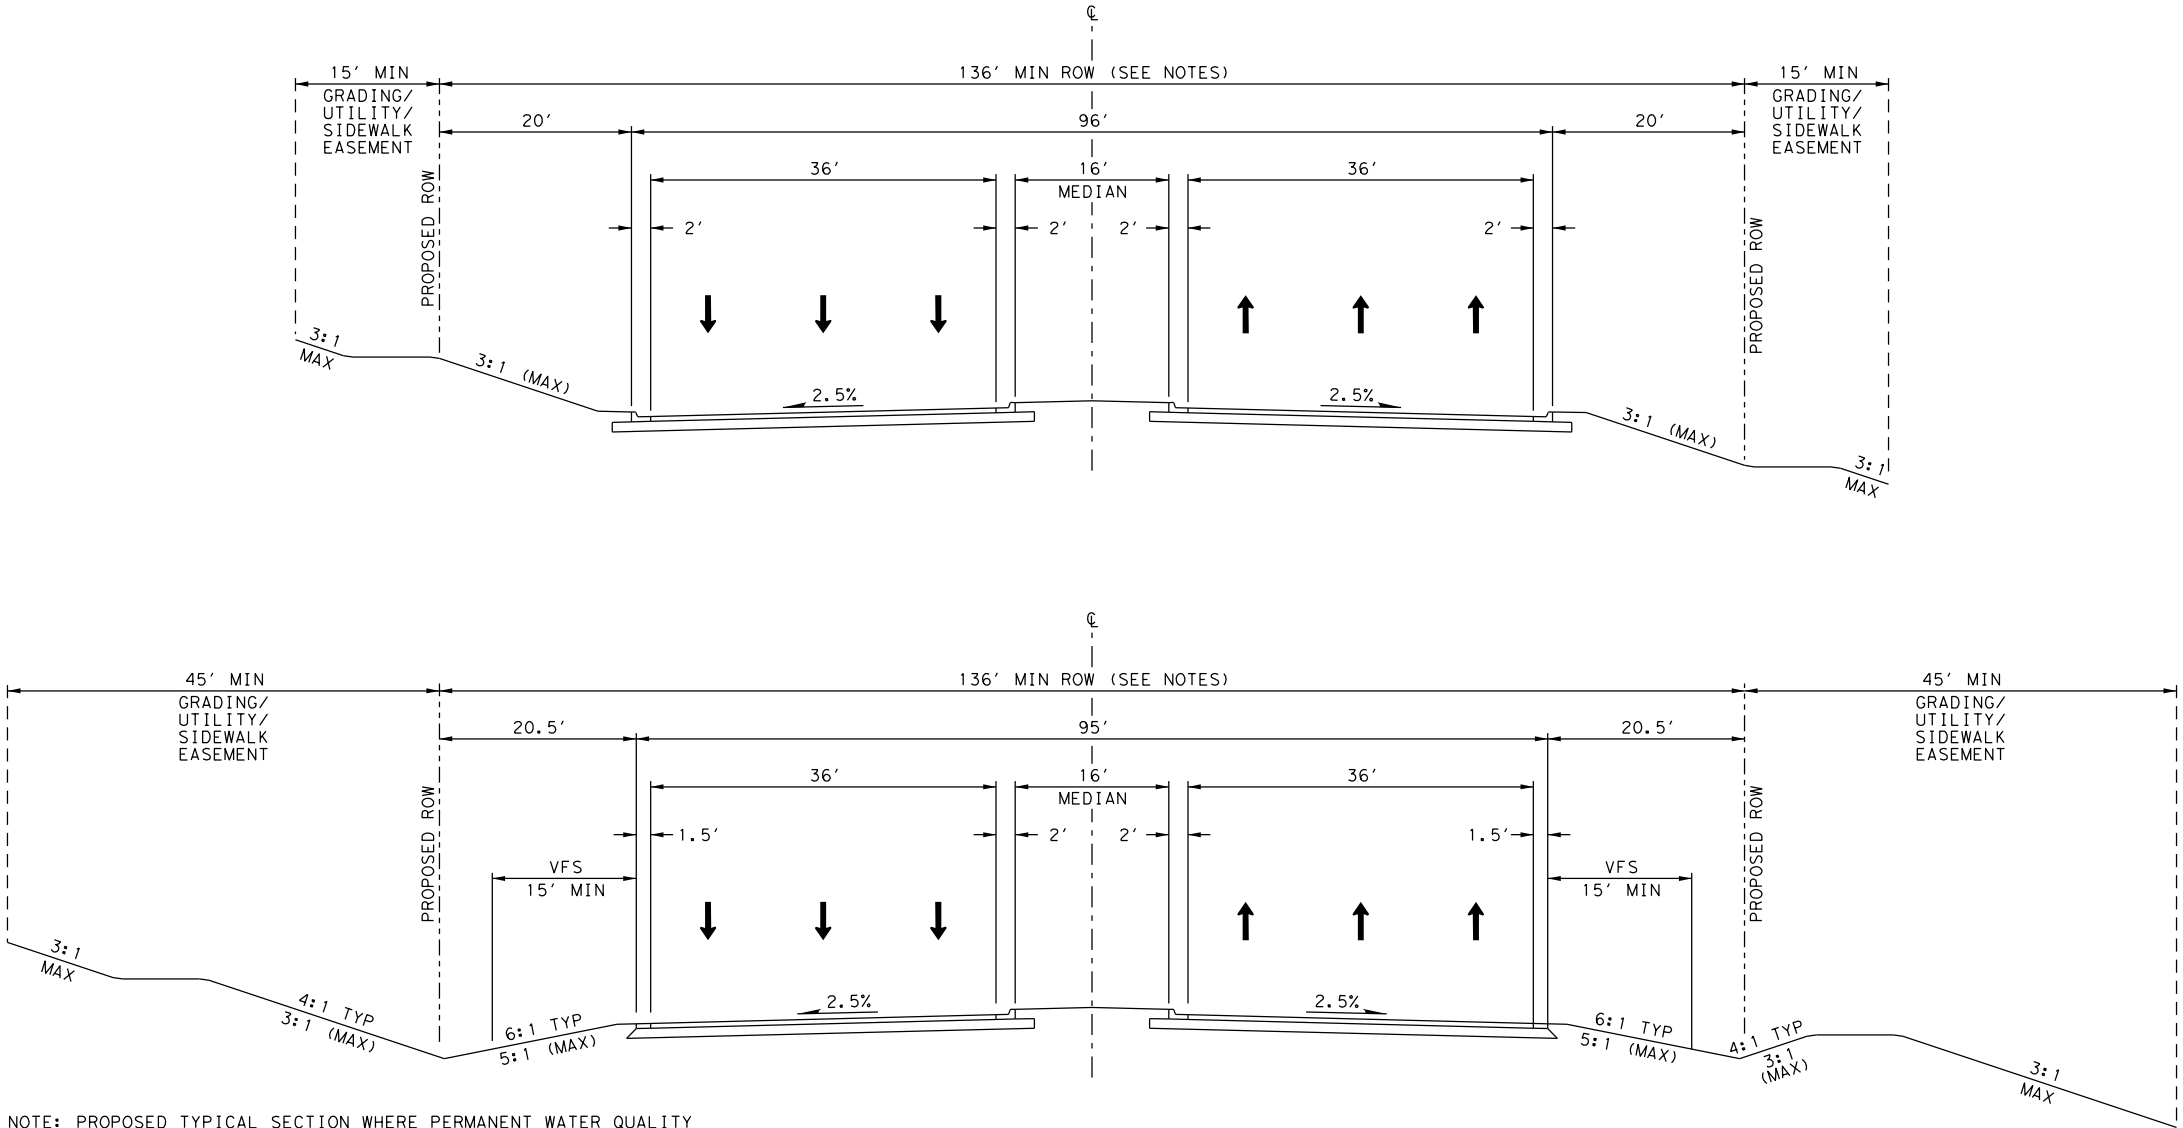 ℄
15' MIN
136' MIN ROW (SEE NOTES)
15' MIN
GRADING/
UTILITY/
SIDEWALK
EASEMENT
GRADING/
UTILITY/
SIDEWALK
EASEMENT
20'
96'
20'
36'
16'
MEDIAN
36'
PROPOSED ROW
PROPOSED ROW
2'
2'
2'
2'
3:1
MAX
3:1 (MAX)
2.5%
2.5%
3:1 (MAX)
3:1
MAX
℄
45' MIN
136' MIN ROW (SEE NOTES)
45' MIN
GRADING/
UTILITY/
SIDEWALK
EASEMENT
GRADING/
UTILITY/
SIDEWALK
EASEMENT
20.5'
95'
20.5'
36'
16'
MEDIAN
36'
PROPOSED ROW
PROPOSED ROW
1.5'
2'
2'
1.5'
VFS
15' MIN
VFS
15' MIN
3:1
MAX
4:1 TYP
3:1 (MAX)
6:1 TYP
5:1 (MAX)
2.5%
2.5%
6:1 TYP
5:1 (MAX)
4:1 TYP
3:1
(MAX)
3:1
MAX
NOTE: PROPOSED TYPICAL SECTION WHERE PERMANENT WATER QUALITY